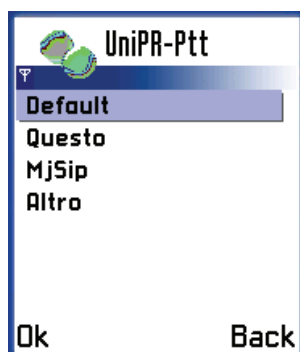 UniPR-Ptt
Default
Questo
MjSip
Altro
Ok Back